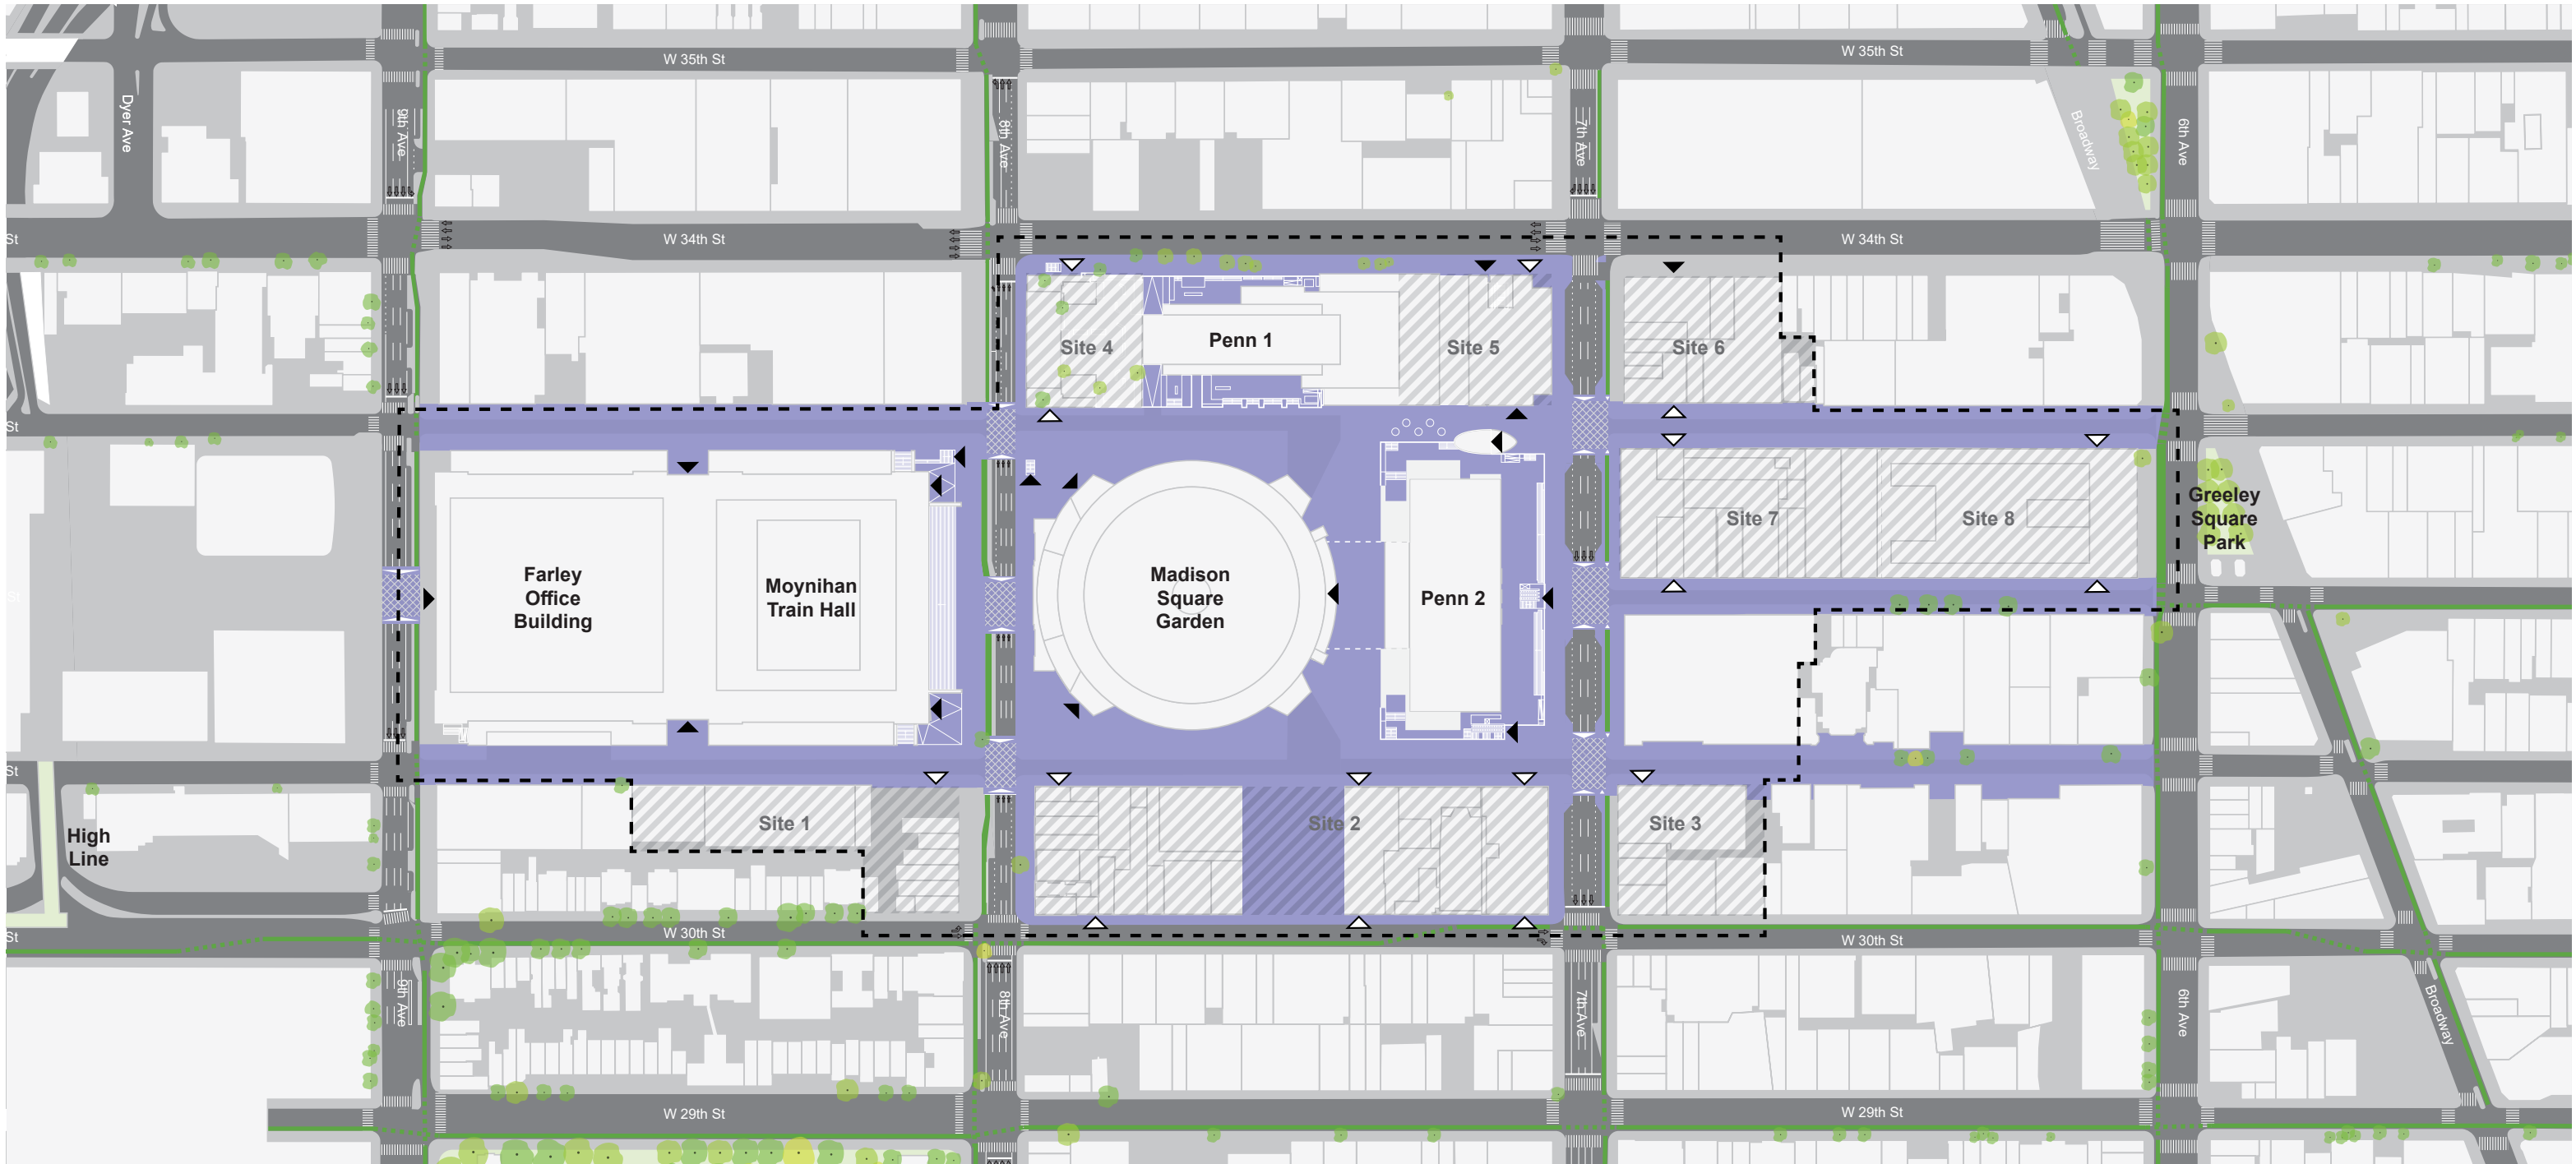 W 35th St
W 35th St
Dyer Ave
9th Ave
8th Ave
7th Ave
Broadway
6th Ave
St
W 34th St
W 34th St
Site 4
Penn 1
Site 5
Site 6
St
Farley
Office
Building
Moynihan
Train Hall
Madison
Square
Garden
Penn 2
Site 7
Site 8
Greeley
Square
Park
St
St
High
Line
Site 1
Site 2
Site 3
St
W 30th St
W 30th St
9th Ave
8th Ave
7th Ave
6th Ave
Broadway
W 29th St
W 29th St